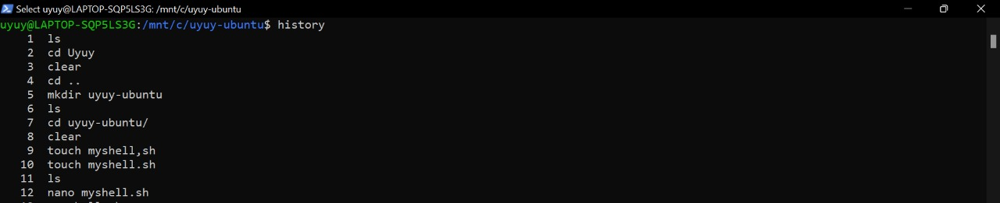 Select uyuy@LAPTOP-SQP5LS3G: /mnt/c/uyuy-ubuntu
uyuy@LAPTOP-SQP5LS3G:/mnt/c/uyuy-ubuntu$ history
1 ls
2 cd Uyuy
3 clear
4 cd ..
5 mkdir uyuy-ubuntu
6 ls
7 cd uyuy-ubuntu/
8 clear
9 touch myshell,sh
10 touch myshell.sh
11 ls
12 nano myshell.sh